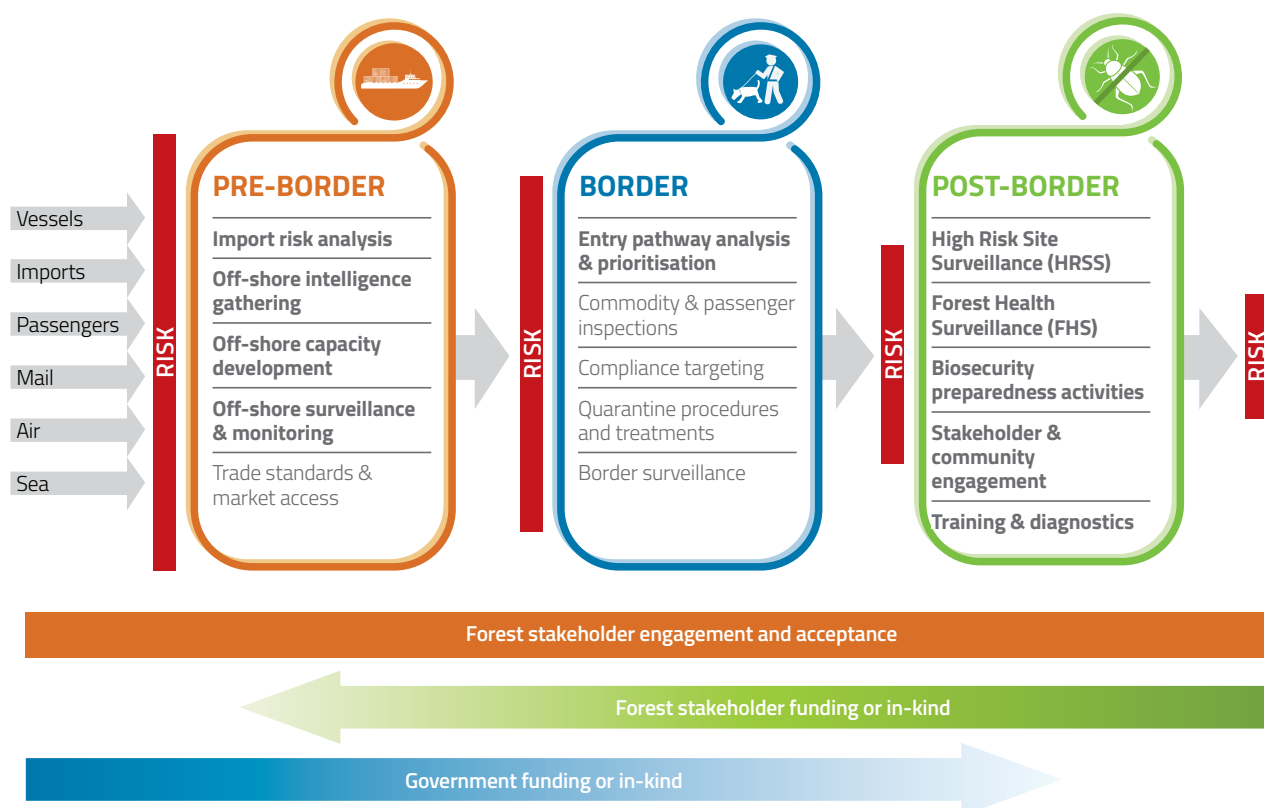 Vessels
Imports
Passengers
Mail
Air
Sea
RISK
PRE-BORDER
Import risk analysis
Off-shore intelligence
gathering
Off-shore capacity
development
Off-shore surveillance
& monitoring
Trade standards &
market access
RISK
BORDER
Entry pathway analysis
& prioritisation
Commodity & passenger
inspections
Compliance targeting
Quarantine procedures
and treatments
Border surveillance
RISK
POST-BORDER
High Risk Site
Surveillance (HRSS)
Forest Health
Surveillance (FHS)
Biosecurity
preparedness activities
Stakeholder &
community
engagement
Training & diagnostics
RISK
Forest stakeholder engagement and acceptance
Forest stakeholder funding or in-kind
Government funding or in-kind